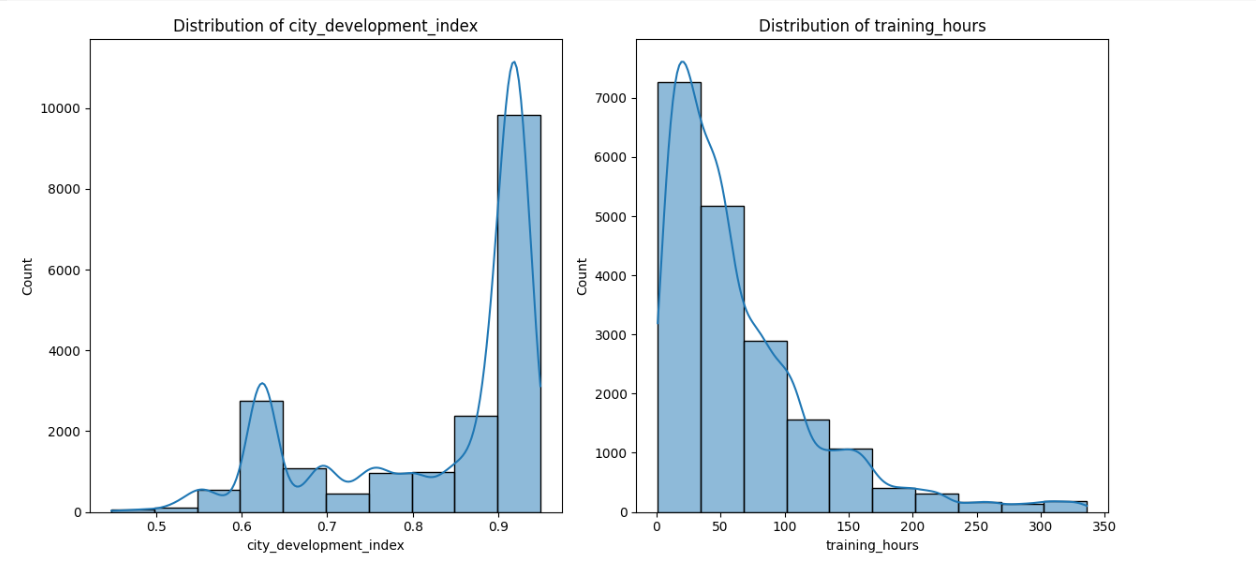 Distribution of city_development_index
Count
10000
8000
6000
4000
2000
0
0.5 0.6 0.7 0.8 0.9
city_development_index
Distribution of training_hours
Count
7000
6000
5000
4000
3000
2000
1000
0
0 50 100 150 200 250 300 350
training_hours